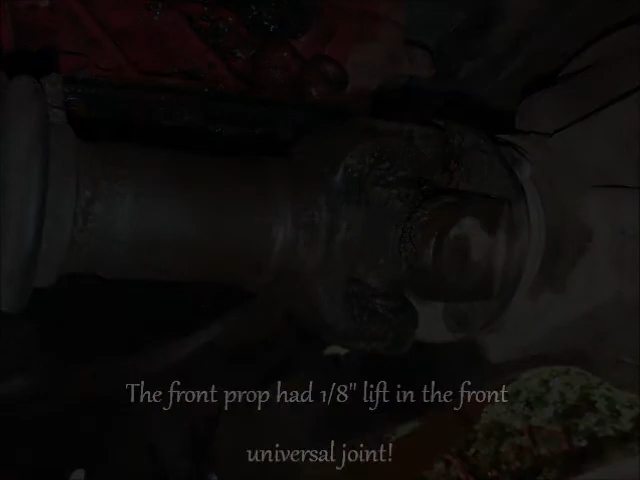 The front prop had 1/8" lift in the front
universal joint!